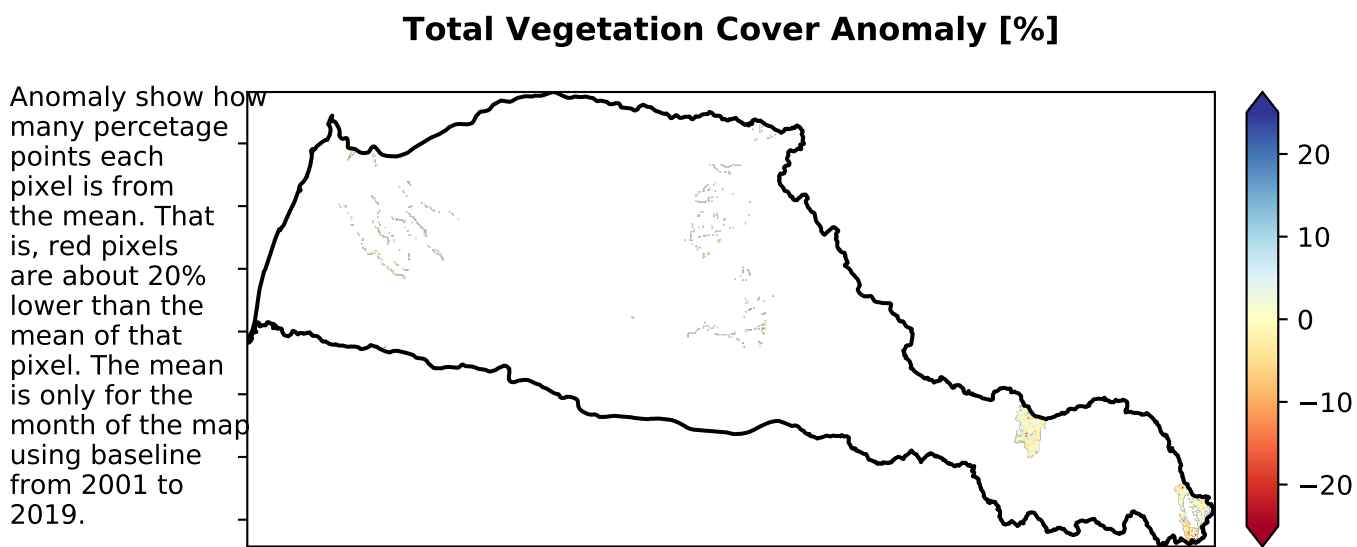 Total Vegetation Cover Anomaly [%]
Anomaly show how
many percetage
points each
pixel is from
the mean. That
is, red pixels
are about 20%
lower than the
mean of that
pixel. The mean
is only for the
month of the map
using baseline
from 2001 to
2019.
20
10
0
−10
−20